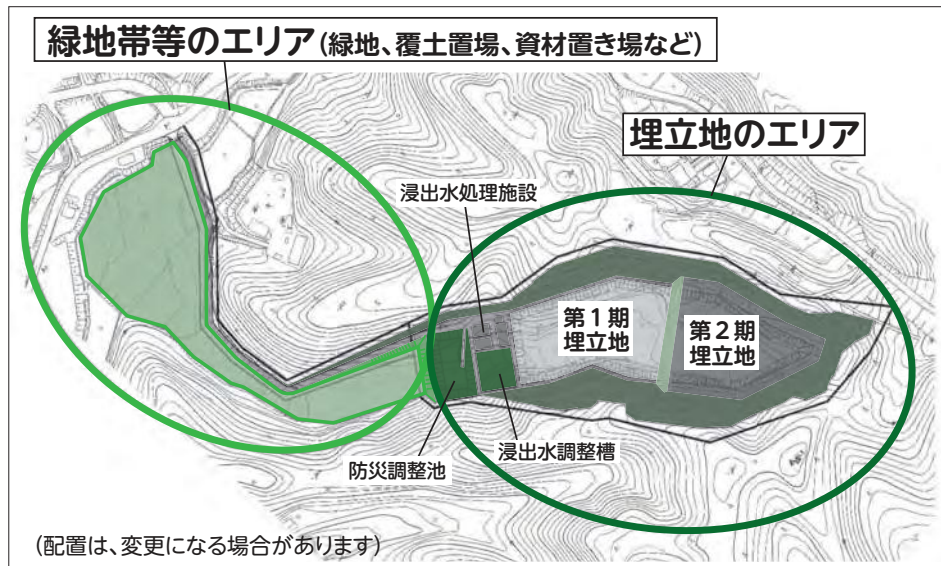 緑地帯等のエリア(緑地、覆土置場、資材置き場など)
埋立地のエリア
浸出水処理施設
第1期
埋立地
第2期
埋立地
浸出水調整槽
防災調整池
(配置は、変更になる場合があります)